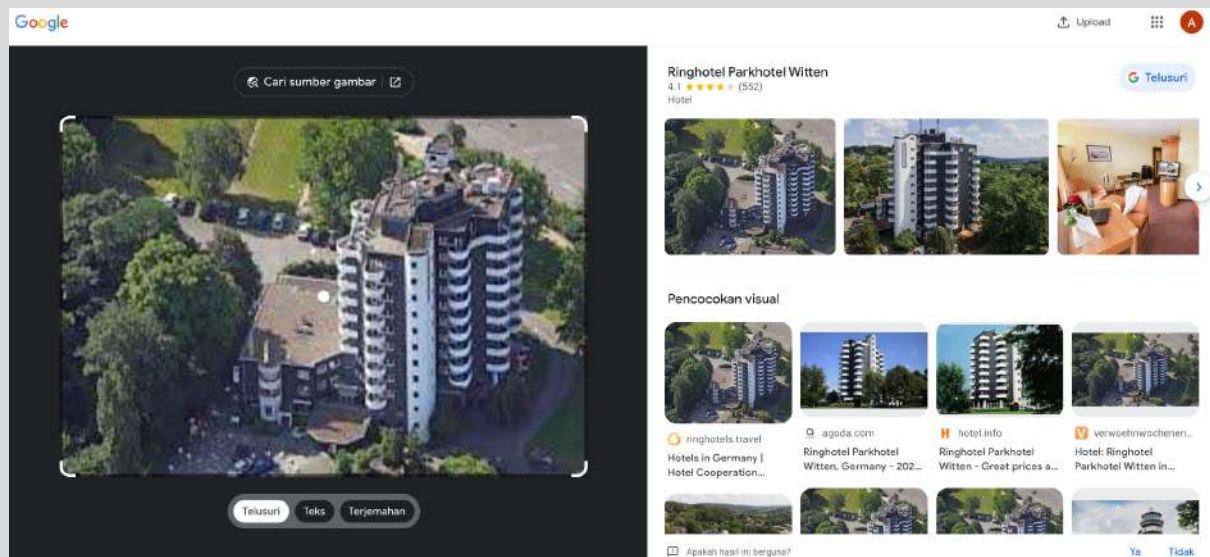 Google
Upload
A
Cari sumber gambar
Ringhotel Parkhotel Witten
4.1 (552)
Hotel
Telusuri
Pencocokan visual
ringhotels.travel
Hotels in Germany |
Hotel Cooperation...
agoda.com
Ringhotel Parkhotel
Witten, Germany - 202...
hotel.info
Ringhotel Parkhotel
Witten - Great prices a...
verwoehnwochenen...
Hotel: Ringhotel
Parkhotel Witten in...
Telusuri
Teks
Terjemahan
Apakah hasil ini berguna?
Ya
Tidak